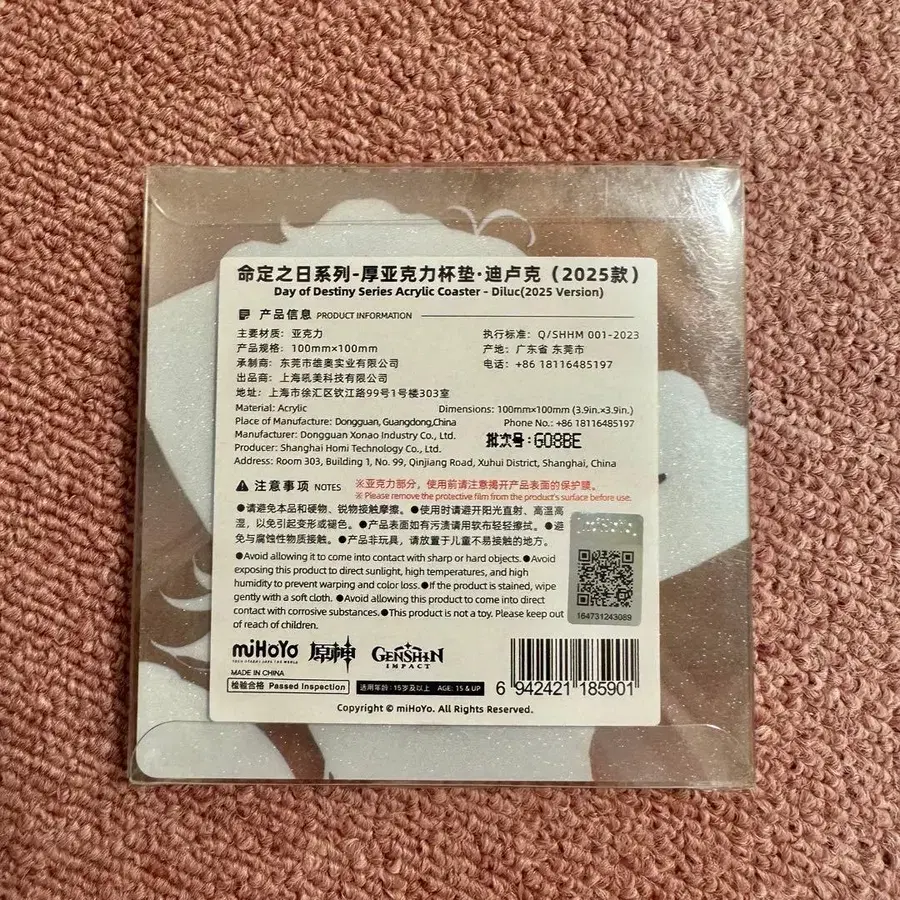 命定之日系列-厚亚克力杯垫·迪卢克（2025款）
Day of Destiny Series Acrylic Coaster – Diluc(2025 Version)
产品信息 PRODUCT INFORMATION
主要材质：亚克力
执行标准：Q/SHHM 001-2023
产品规格：100mm×100mm
产地：广东省 东莞市
承制商：东莞市雄奥实业有限公司
电话：+86 18116485197
出品商：上海吼美科技有限公司
地址：上海市徐汇区钦江路99号1号楼303室
Material: Acrylic
Dimensions: 100mm×100mm (3.9in.×3.9in.)
Place of Manufacture: Dongguan, Guangdong,China
Phone No.: +86 18116485197
Manufacturer: Dongguan Xonao Industry Co., Ltd.
批次号:G08BE
Producer: Shanghai Homi Technology Co., Ltd.
Address: Room 303, Building 1, No. 99, Qinjiang Road, Xuhui District, Shanghai, China
注意事项 NOTES
※亚克力部分，使用前请注意揭开产品表面的保护膜。
※ Please remove the protective film from the product's surface before use.
●请避免本品和硬物、锐物接触摩擦。●使用时请避开阳光直射、高温高
湿，以免引起变形或褪色。●产品表面如有污渍请用软布轻轻擦拭。●避
免与腐蚀性物质接触。●产品非玩具，请放置于儿童不易接触的地方。
●Avoid allowing it to come into contact with sharp or hard objects.●Avoid
exposing this product to direct sunlight, high temperatures, and high
humidity to prevent warping and color loss.●If the product is stained, wipe
gently with a soft cloth. ●Avoid allowing this product to come into direct
contact with corrosive substances.●This product is not a toy. Please keep out
of reach of children.
164731243089
miHoYo
TECH OTAKUS SAVE THE WORLD
原神
GENSHIN
IMPACT
MADE IN CHINA
检验合格 Passed Inspection
适用年龄：15岁及以上 AGE: 15 & UP
6 942421 185901
Copyright © miHoYo. All Rights Reserved.